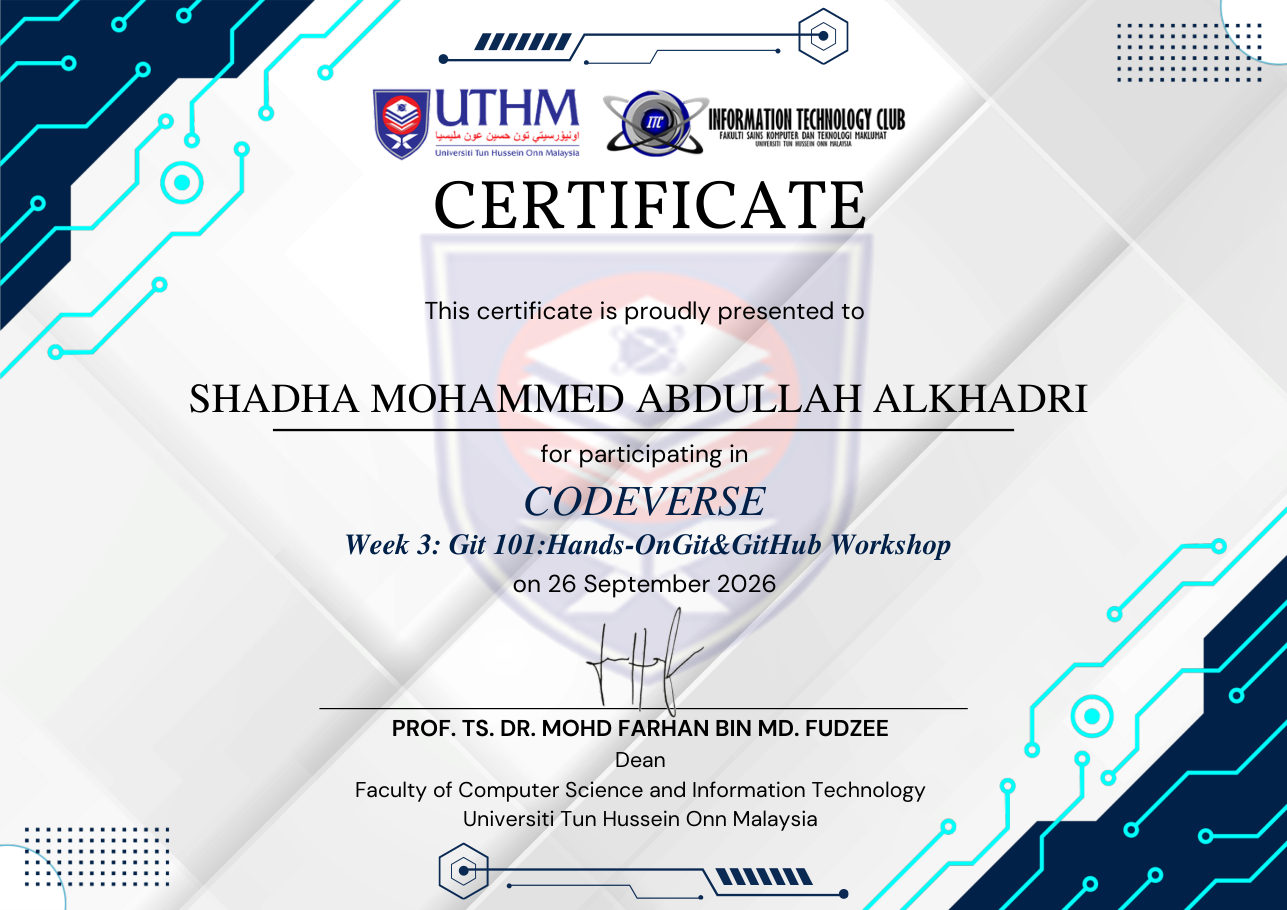 UTHM
اونيۏرسيتي تون حسين عون مليسيا
Universiti Tun Hussein Onn Malaysia
ITC
INFORMATION TECHNOLOGY CLUB
FAKULTI SAINS KOMPUTER DAN TEKNOLOGI MAKLUMAT
UNIVERSITI TUN HUSSEIN ONN MALAYSIA
CERTIFICATE
This certificate is proudly presented to
SHADHA MOHAMMED ABDULLAH ALKHADRI
for participating in
CODEVERSE
Week 3: Git 101:Hands-OnGit&GitHub Workshop
on 26 September 2026
PROF. TS. DR. MOHD FARHAN BIN MD. FUDZEE
Dean
Faculty of Computer Science and Information Technology
Universiti Tun Hussein Onn Malaysia